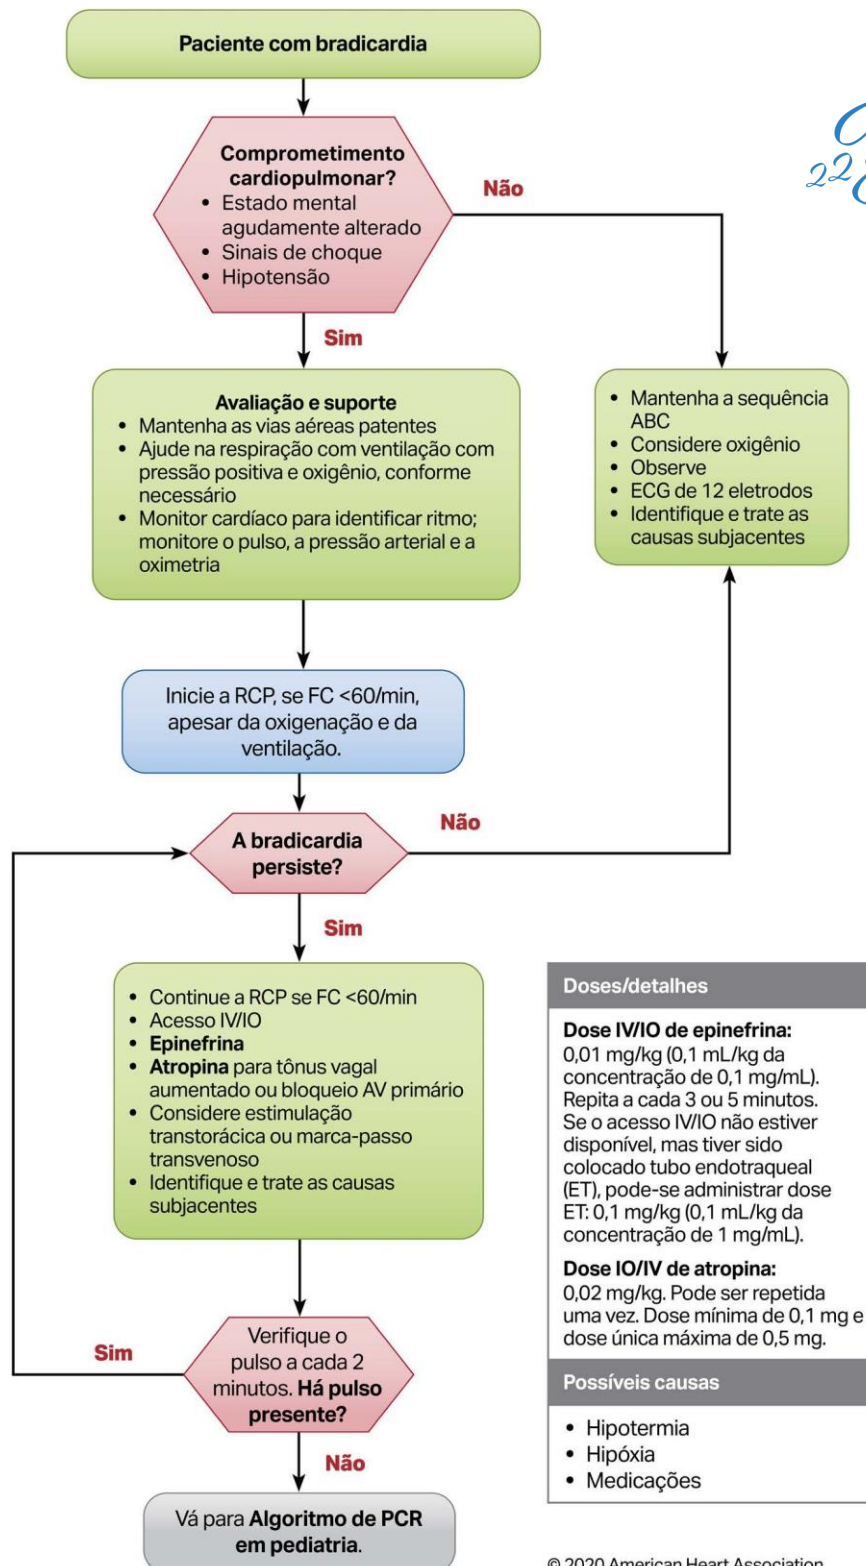 Paciente com bradicardia
Comprometimento
cardiopulmonar?
• Estado mental
agudamente alterado
• Sinais de choque
• Hipotensão
Não
Sim
Avaliação e suporte
• Mantenha as vias aéreas patentes
• Ajude na respiração com ventilação com
pressão positiva e oxigênio, conforme
necessário
• Monitor cardíaco para identificar ritmo;
monitore o pulso, a pressão arterial e a
oximetria
• Mantenha a sequência
ABC
• Considere oxigênio
• Observe
• ECG de 12 eletrodos
• Identifique e trate as
causas subjacentes
Inicie a RCP, se FC <60/min,
apesar da oxigenação e da
ventilação.
A bradicardia
persiste?
Não
Sim
• Continue a RCP se FC <60/min
• Acesso IV/IO
• Epinefrina
• Atropina para tônus vagal
aumentado ou bloqueio AV primário
• Considere estimulação
transtorácica ou marca-passo
transvenoso
• Identifique e trate as causas
subjacentes
Verifique o
pulso a cada 2
minutos. Há pulso
presente?
Sim
Não
Vá para Algoritmo de PCR
em pediatria.
Doses/detalhes
Dose IV/IO de epinefrina:
0,01 mg/kg (0,1 mL/kg da
concentração de 0,1 mg/mL).
Repita a cada 3 ou 5 minutos.
Se o acesso IV/IO não estiver
disponível, mas tiver sido
colocado tubo endotraqueal
(ET), pode-se administrar dose
ET: 0,1 mg/kg (0,1 mL/kg da
concentração de 1 mg/mL).
Dose IO/IV de atropina:
0,02 mg/kg. Pode ser repetida
uma vez. Dose mínima de 0,1 mg e
dose única máxima de 0,5 mg.
Possíveis causas
• Hipotermia
• Hipóxia
• Medicações
© 2020 American Heart Association